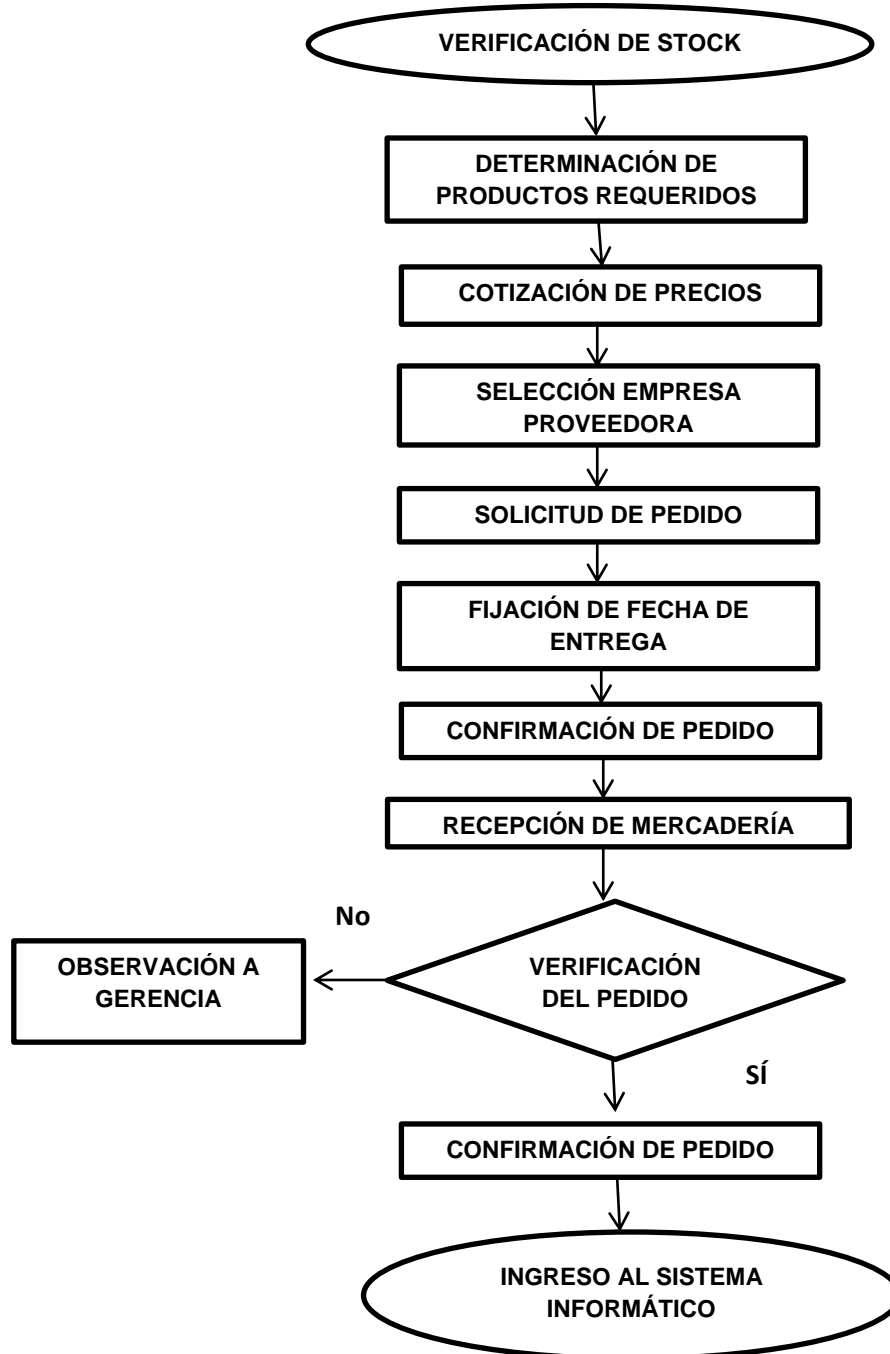 VERIFICACIÓN DE STOCK
DETERMINACIÓN DE
PRODUCTOS REQUERIDOS
COTIZACIÓN DE PRECIOS
SELECCIÓN EMPRESA
PROVEEDORA
SOLICITUD DE PEDIDO
FIJACIÓN DE FECHA DE
ENTREGA
CONFIRMACIÓN DE PEDIDO
RECEPCIÓN DE MERCADERÍA
No
OBSERVACIÓN A
GERENCIA
VERIFICACIÓN
DEL PEDIDO
SÍ
CONFIRMACIÓN DE PEDIDO
INGRESO AL SISTEMA
INFORMÁTICO